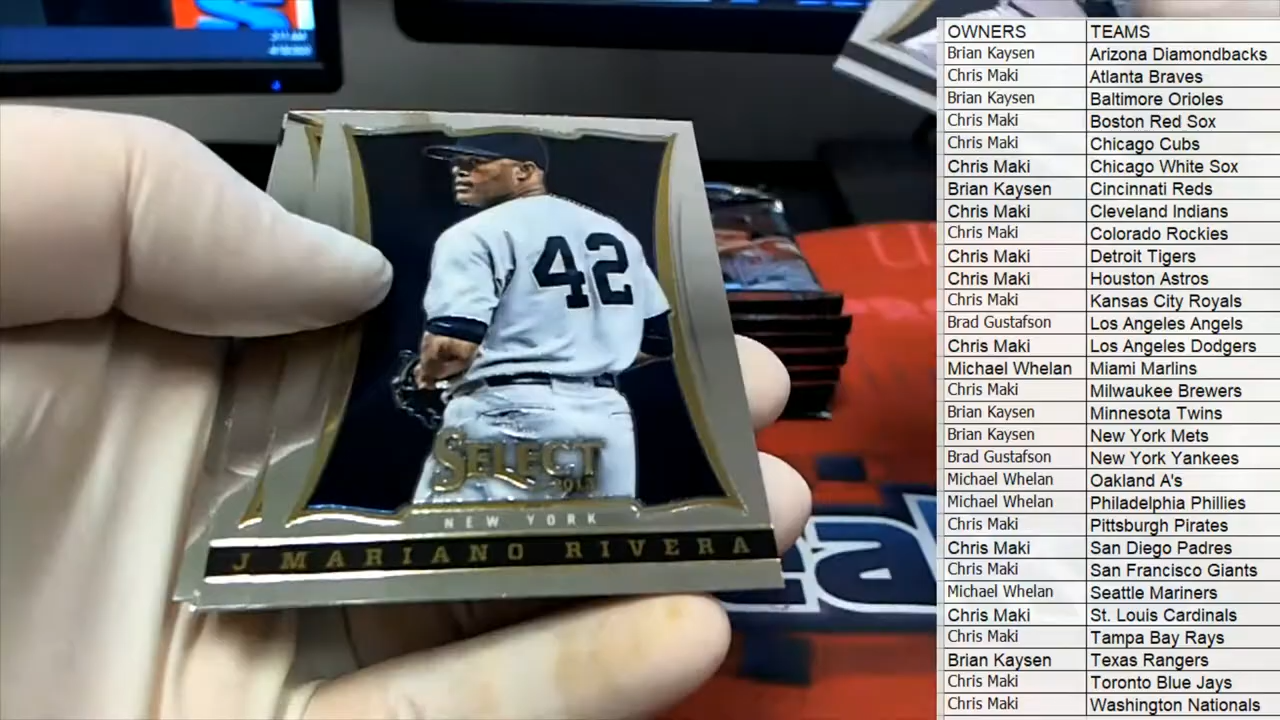 42
SELECT
2013
NEW YORK
MARIANO RIVERA
OWNERS TEAMS
Brian Kaysen Arizona Diamondbacks
Chris Maki Atlanta Braves
Brian Kaysen Baltimore Orioles
Chris Maki Boston Red Sox
Chris Maki Chicago Cubs
Chris Maki Chicago White Sox
Brian Kaysen Cincinnati Reds
Chris Maki Cleveland Indians
Chris Maki Colorado Rockies
Chris Maki Detroit Tigers
Chris Maki Houston Astros
Chris Maki Kansas City Royals
Brad Gustafson Los Angeles Angels
Chris Maki Los Angeles Dodgers
Michael Whelan Miami Marlins
Chris Maki Milwaukee Brewers
Brian Kaysen Minnesota Twins
Brian Kaysen New York Mets
Brad Gustafson New York Yankees
Michael Whelan Oakland A's
Michael Whelan Philadelphia Phillies
Chris Maki Pittsburgh Pirates
Chris Maki San Diego Padres
Chris Maki San Francisco Giants
Michael Whelan Seattle Mariners
Chris Maki St. Louis Cardinals
Chris Maki Tampa Bay Rays
Brian Kaysen Texas Rangers
Chris Maki Toronto Blue Jays
Chris Maki Washington Nationals